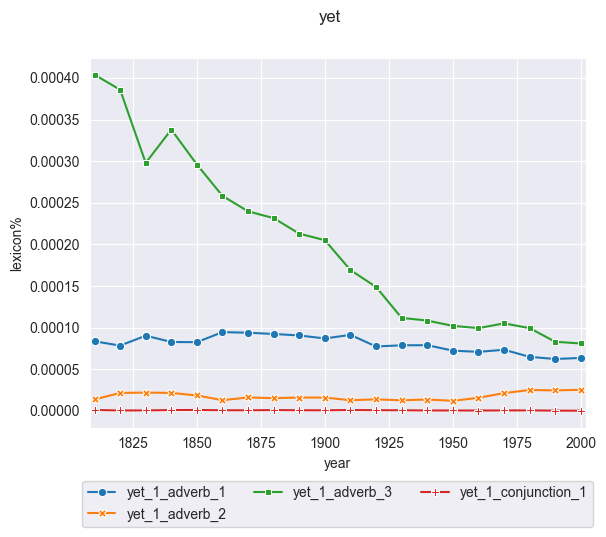 yet
0.00040
0.00035
0.00030
0.00025
0.00020
0.00015
0.00010
0.00005
0.00000
lexicon%
1825 1850 1875 1900 1925 1950 1975 2000
year
yet_1_adverb_1 yet_1_adverb_3 yet_1_conjunction_1
yet_1_adverb_2